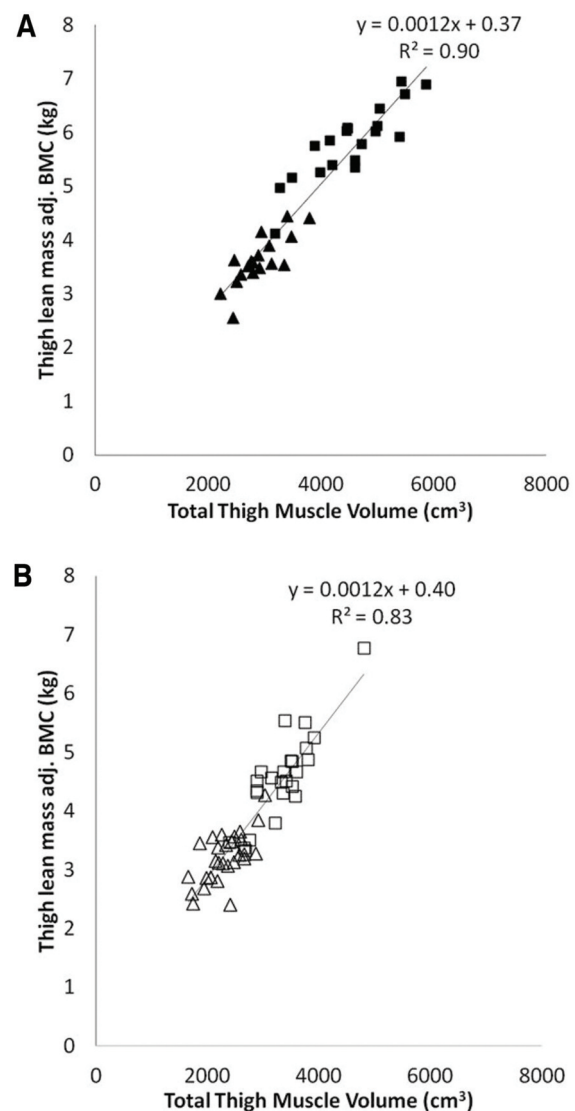 A
8
y = 0.0012x + 0.37
R² = 0.90
7
6
5
4
3
2
1
0
Thigh lean mass adj. BMC (kg)
0 2000 4000 6000 8000
Total Thigh Muscle Volume (cm³)
B
8
y = 0.0012x + 0.40
R² = 0.83
7
6
5
4
3
2
1
0
Thigh lean mass adj. BMC (kg)
0 2000 4000 6000 8000
Total Thigh Muscle Volume (cm³)